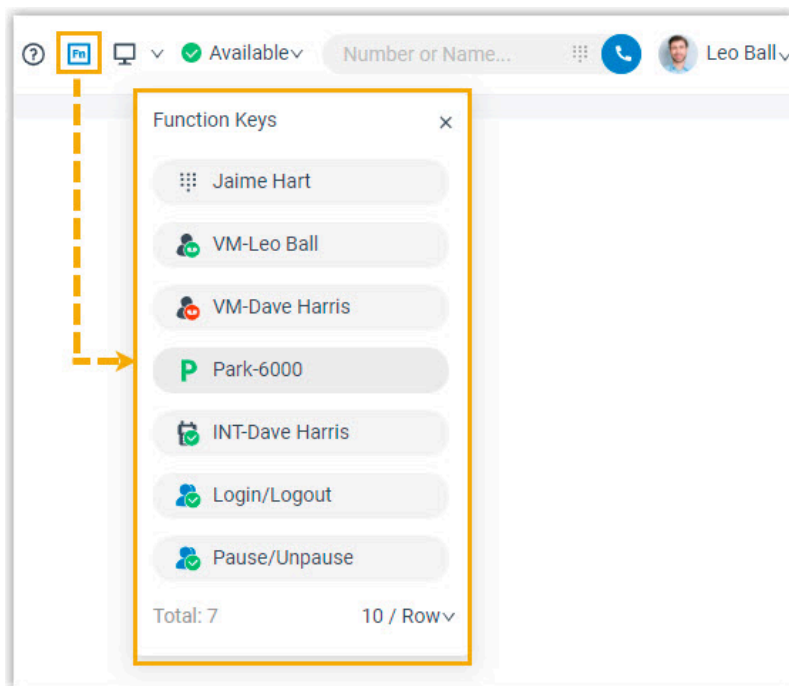 Fn Available Number or Name... Leo Ball
Function Keys
Jaime Hart
VM-Leo Ball
VM-Dave Harris
P Park-6000
INT-Dave Harris
Login/Logout
Pause/Unpause
Total: 7 10 / Row